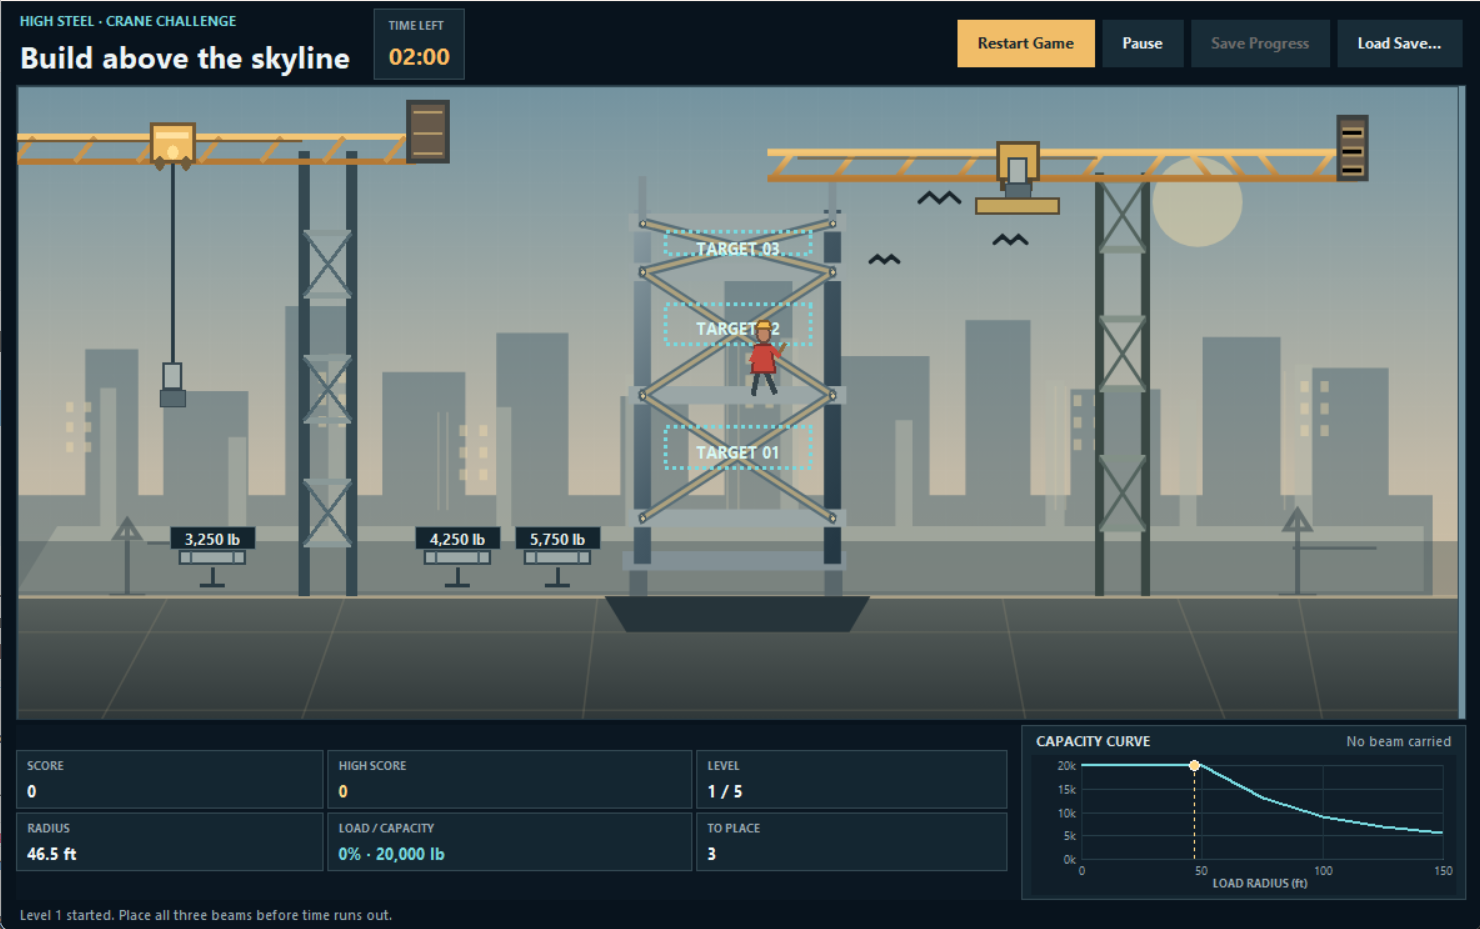 HIGH STEEL · CRANE CHALLENGE
Build above the skyline
TIME LEFT
02:00
Restart Game
Pause
Save Progress
Load Save...
TARGET 03
TARGET 2
TARGET 01
3,250 lb
4,250 lb
5,750 lb
SCORE
0
HIGH SCORE
0
LEVEL
1 / 5
RADIUS
46.5 ft
LOAD / CAPACITY
0% · 20,000 lb
TO PLACE
3
CAPACITY CURVE
No beam carried
20k
15k
10k
5k
0k
0
50
100
150
LOAD RADIUS (ft)
Level 1 started. Place all three beams before time runs out.